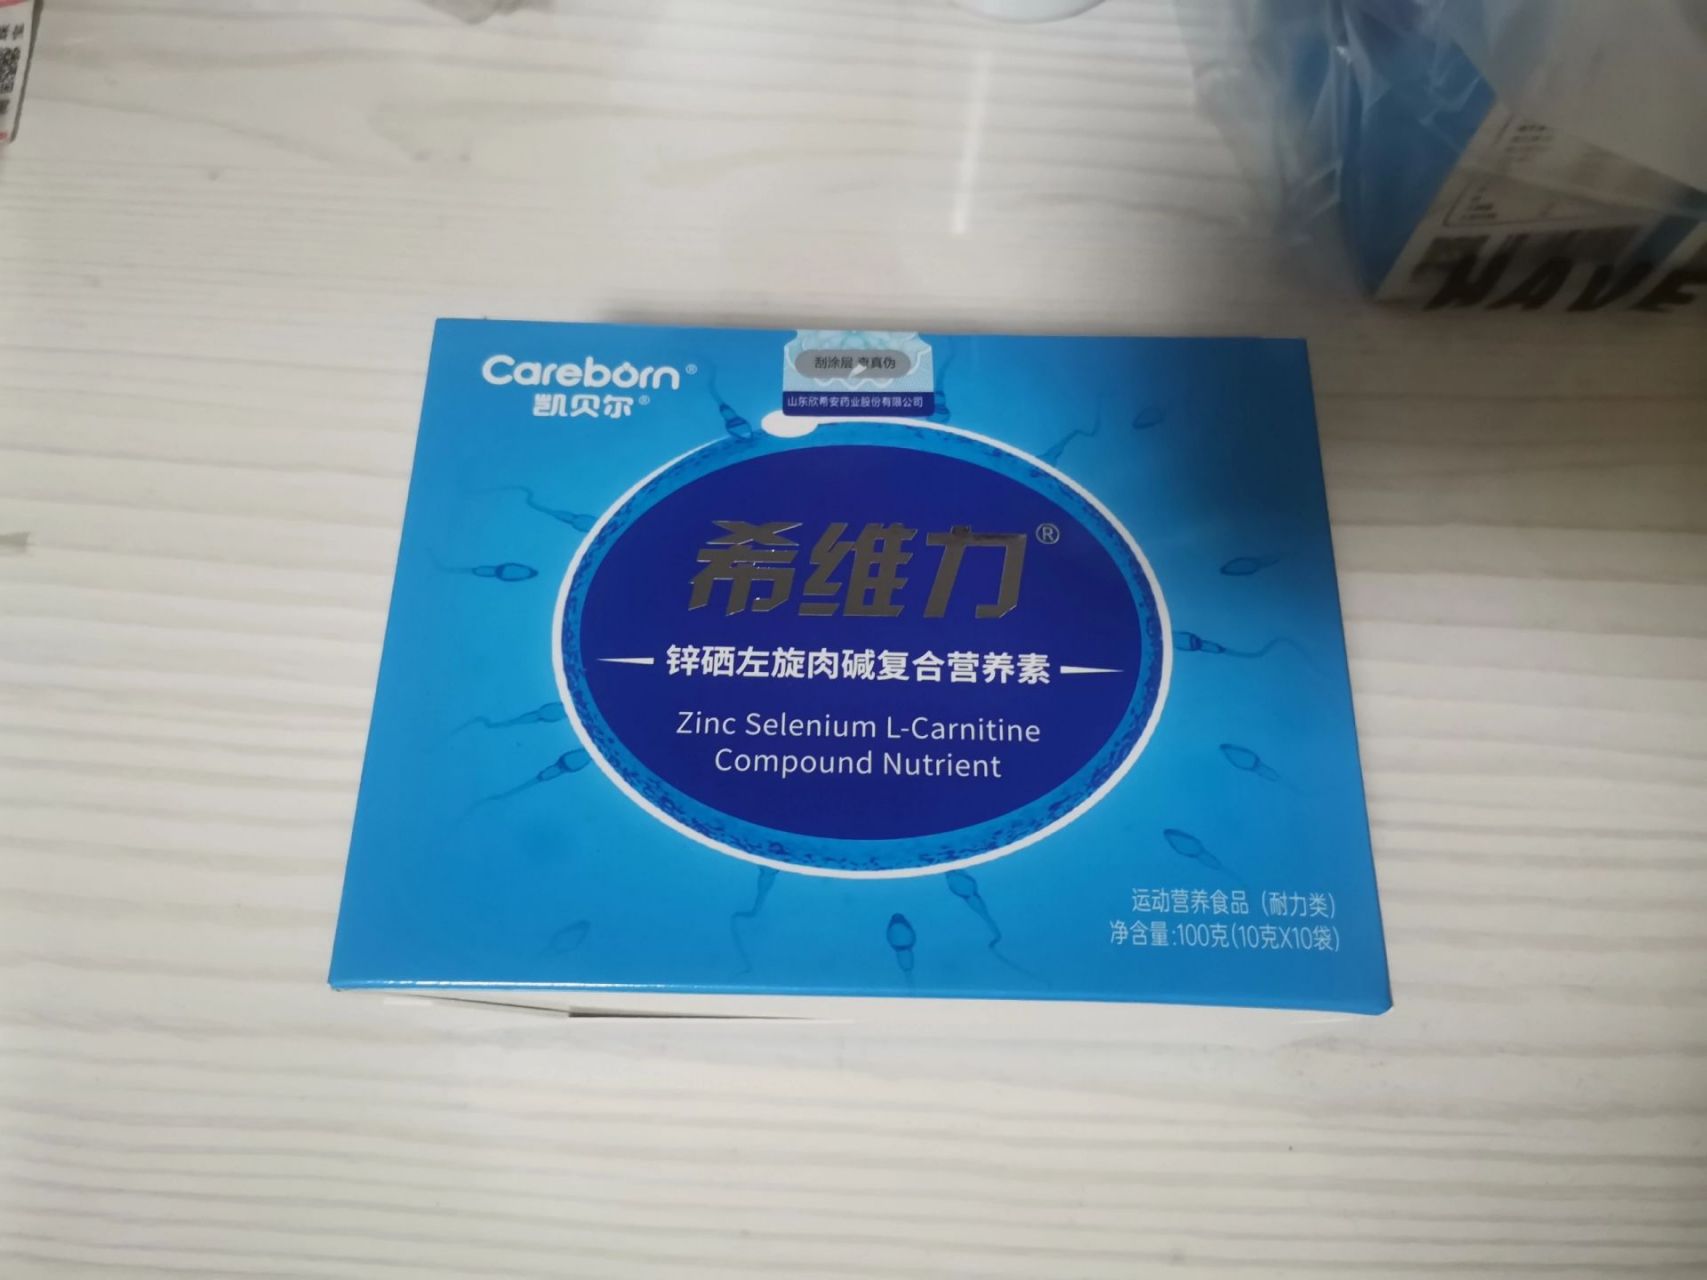 Careborn®
凯贝尔®
刮涂层 查真伪
山东欣希安药业股份有限公司
希维力®
锌硒左旋肉碱复合营养素
Zinc Selenium L-Carnitine
Compound Nutrient
运动营养食品（耐力类）
净含量:100克(10克X10袋)
HAVE